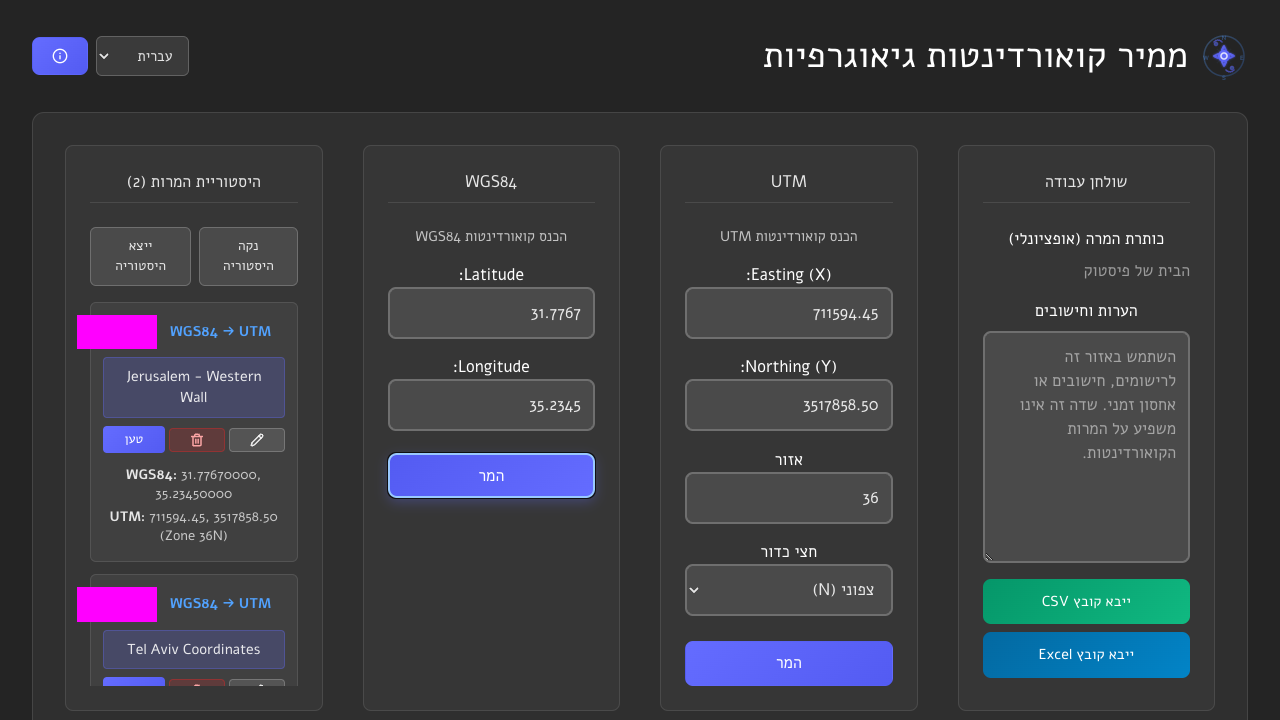 ממיר קואורדינטות גיאוגרפיות
עברית
שולחן עבודה
כותרת המרה (אופציונלי)
הבית של פיסטוק
הערות וחישובים
השתמש באזור זה
לרישומים, חישובים או
אחסון זמני. שדה זה אינו
משפיע על המרות
הקואורדינטות.
ייבא קובץ CSV
ייבא קובץ Excel
UTM
הכנס קואורדינטות UTM
Easting (X):
711594.45
Northing (Y):
3517858.50
אזור
36
חצי כדור
צפוני (N)
המר
WGS84
הכנס קואורדינטות WGS84
Latitude:
31.7767
Longitude:
35.2345
המר
היסטוריית המרות (2)
נקה
היסטוריה
ייצא
היסטוריה
WGS84 → UTM
Jerusalem - Western
Wall
טען
WGS84: 31.77670000,
35.23450000
UTM: 711594.45, 3517858.50
(Zone 36N)
WGS84 → UTM
Tel Aviv Coordinates